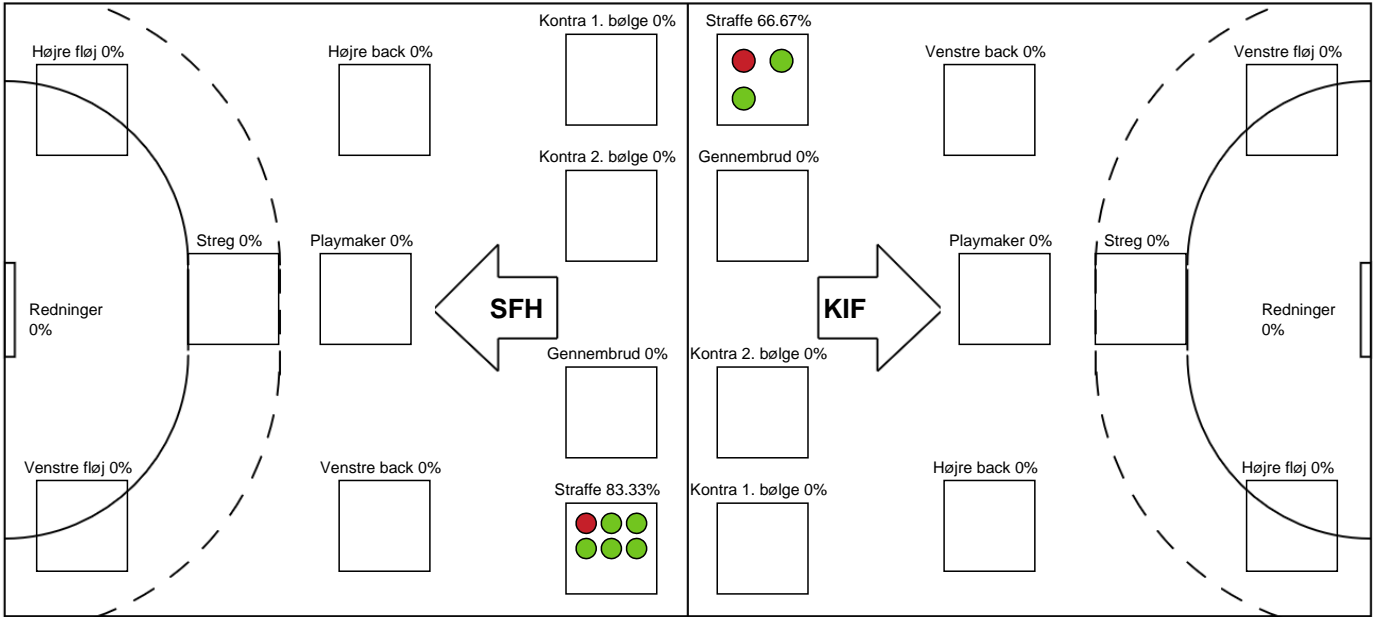 Kontra 1. bølge 0%
Straffe 66.67%
Højre fløj 0%
Højre back 0%
Venstre back 0%
Venstre fløj 0%
Kontra 2. bølge 0%
Gennembrud 0%
Streg 0%
Playmaker 0%
Playmaker 0%
Streg 0%
Redninger
0%
SFH
KIF
Redninger
0%
Gennembrud 0%
Kontra 2. bølge 0%
Venstre fløj 0%
Venstre back 0%
Højre back 0%
Højre fløj 0%
Straffe 83.33%
Kontra 1. bølge 0%